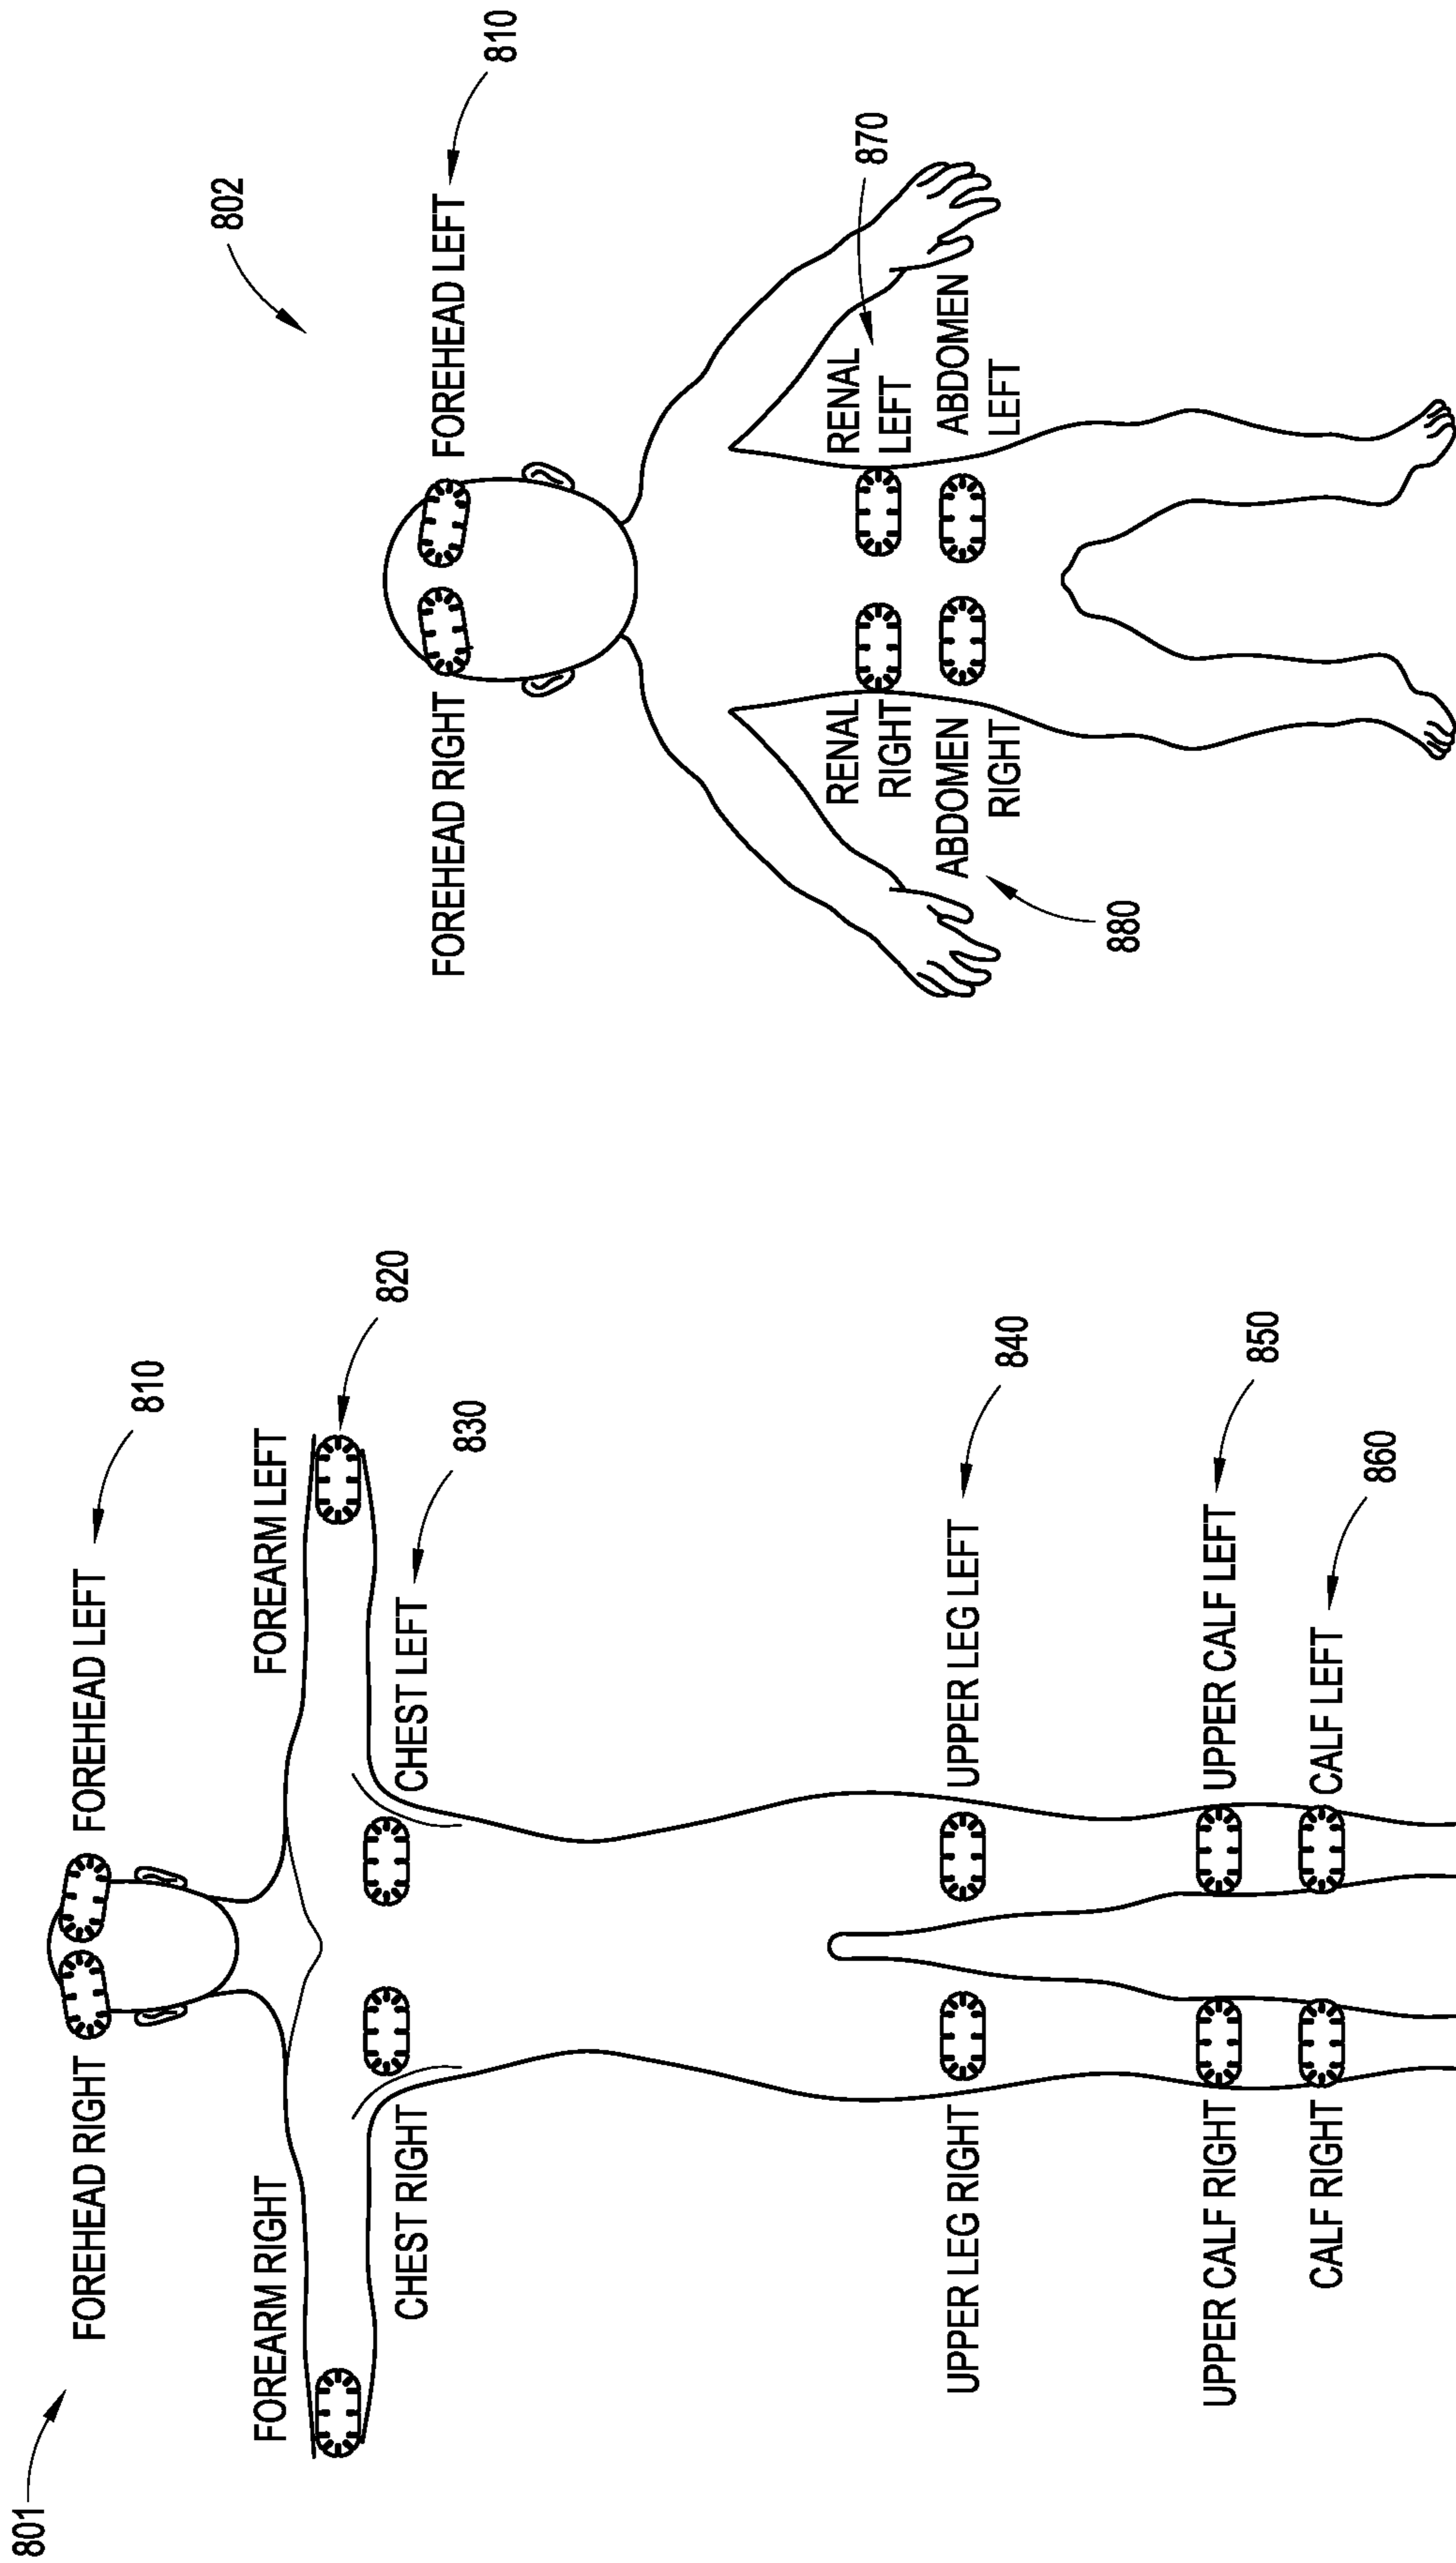 801
FOREHEAD RIGHT
FOREHEAD LEFT
810
FOREARM RIGHT
FOREARM LEFT
820
CHEST RIGHT
CHEST LEFT
830
UPPER LEG RIGHT
UPPER LEG LEFT
840
UPPER CALF RIGHT
UPPER CALF LEFT
850
CALF RIGHT
CALF LEFT
860
802
FOREHEAD RIGHT
FOREHEAD LEFT
810
RENAL
RIGHT
RENAL
LEFT
870
ABDOMEN
RIGHT
ABDOMEN
LEFT
880